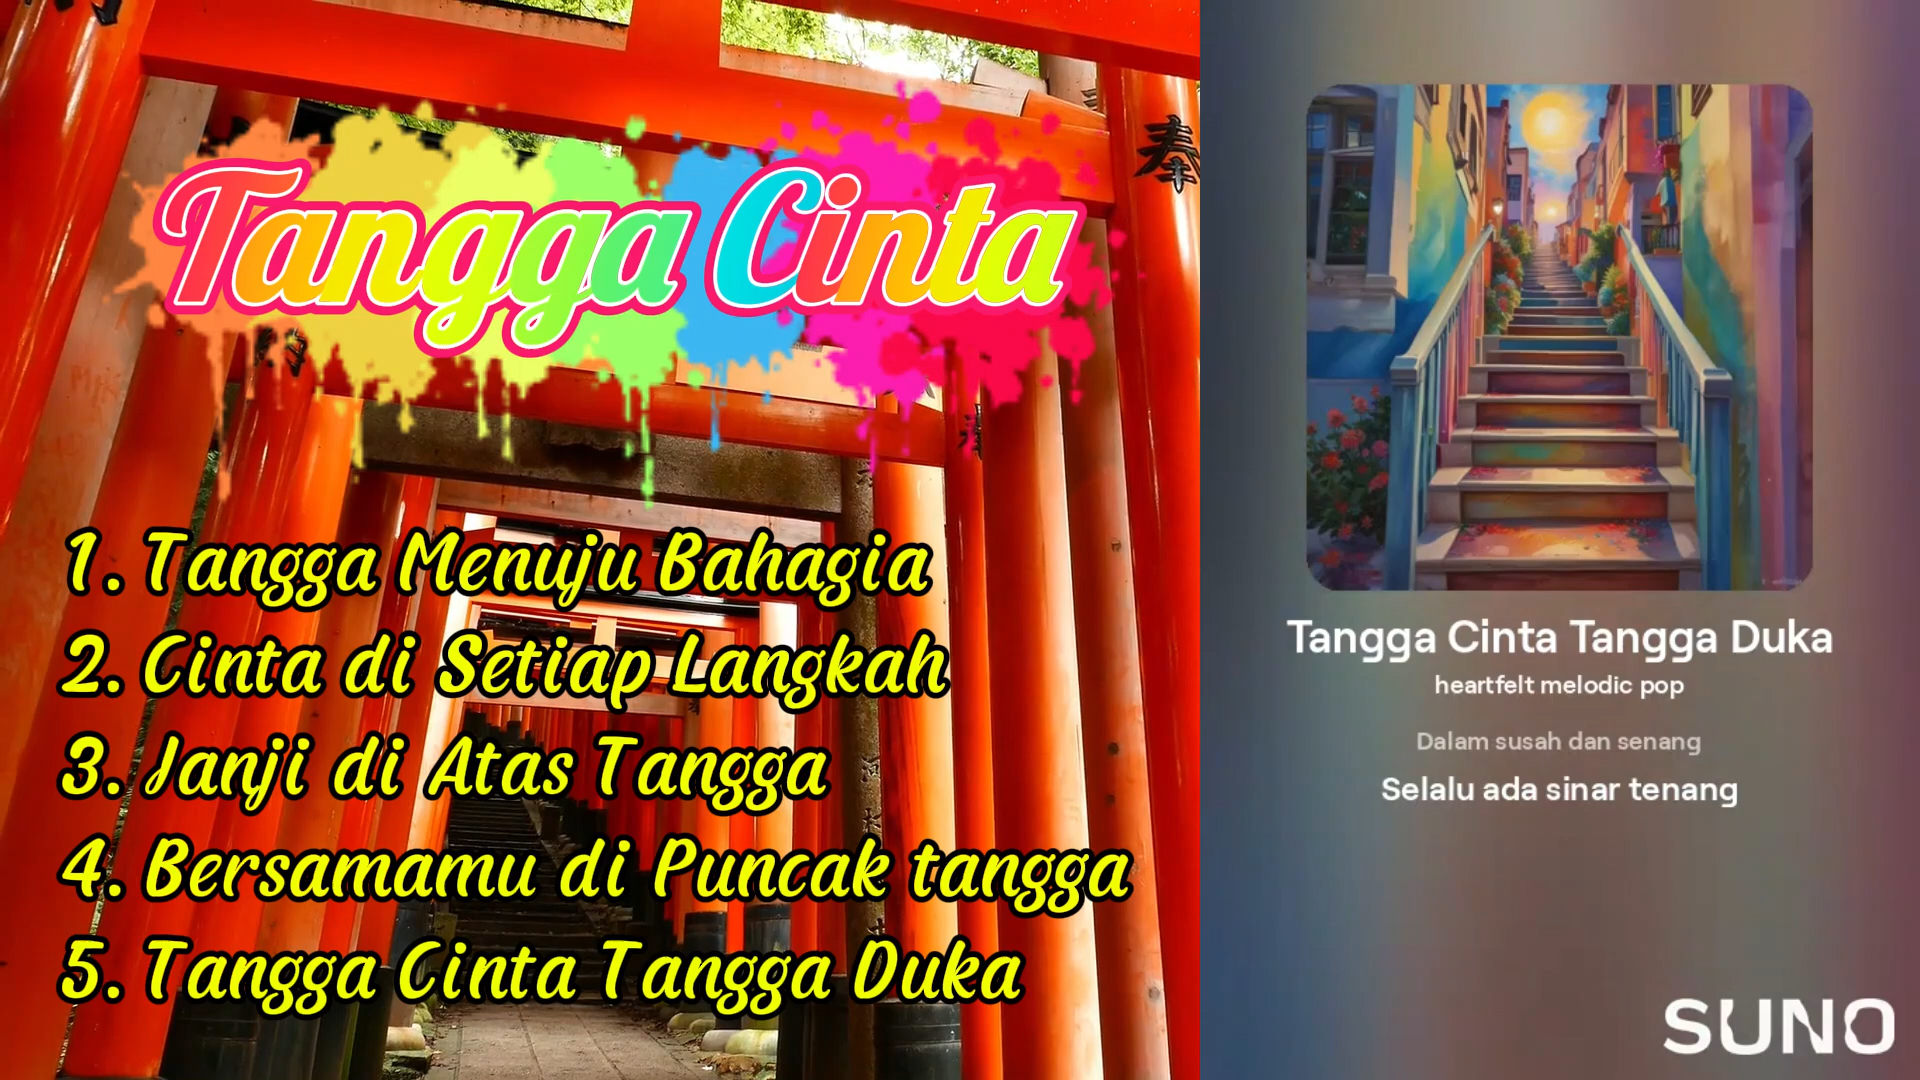 奉
Tangga Cinta
1. Tangga Menuju Bahagia
2. Cinta di Setiap Langkah
3. Janji di Atas Tangga
4. Bersamamu di Puncak tangga
5. Tangga Cinta Tangga Duka
Tangga Cinta Tangga Duka
heartfelt melodic pop
Dalam susah dan senang
Selalu ada sinar tenang
SUNO